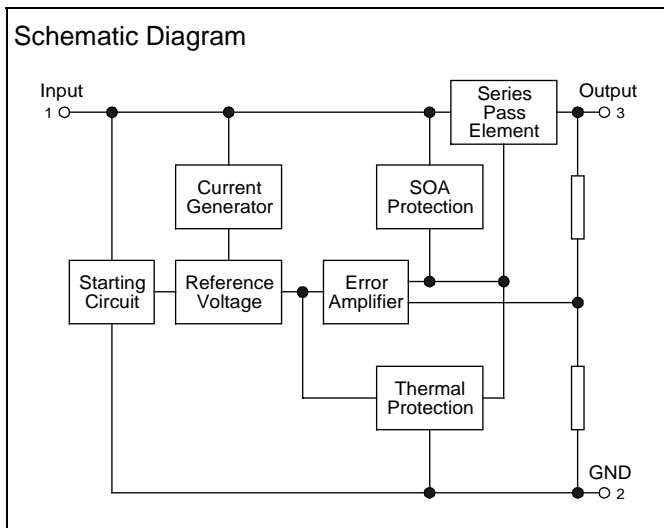 Schematic Diagram
Input
1
Output
3
Series
Pass
Element
Current
Generator
SOA
Protection
Starting
Circuit
Reference
Voltage
Error
Amplifier
Thermal
Protection
GND
2